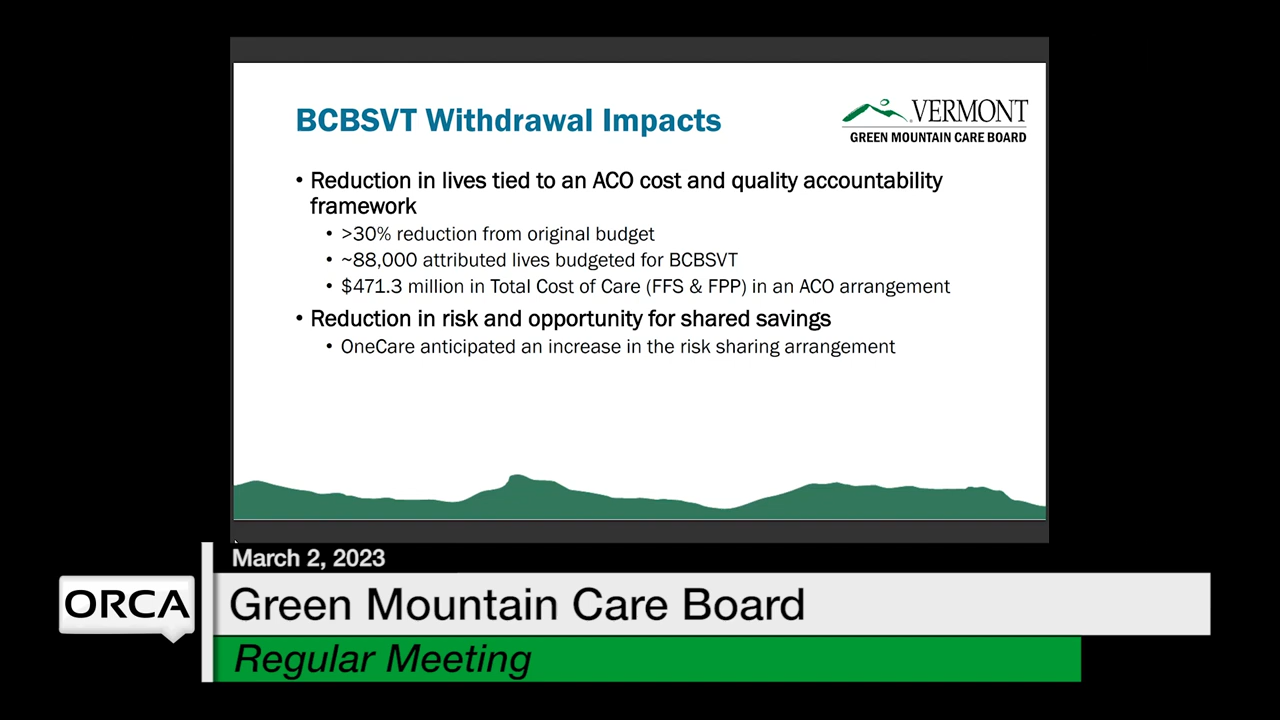 BCBSVT Withdrawal Impacts
VERMONT
GREEN MOUNTAIN CARE BOARD
• Reduction in lives tied to an ACO cost and quality accountability
framework
• >30% reduction from original budget
• ~88,000 attributed lives budgeted for BCBSVT
• $471.3 million in Total Cost of Care (FFS & FPP) in an ACO arrangement
• Reduction in risk and opportunity for shared savings
• OneCare anticipated an increase in the risk sharing arrangement
March 2, 2023
ORCA
Green Mountain Care Board
Regular Meeting